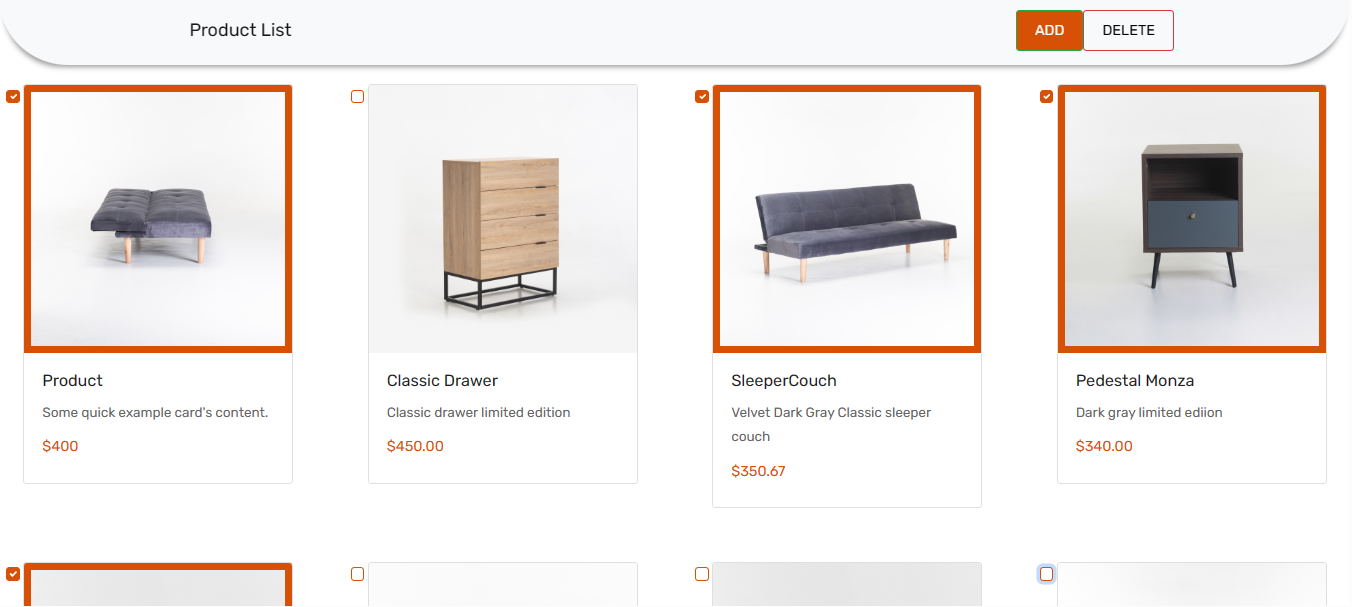 Product List
ADD
DELETE
Product
Some quick example card's content.
$400
Classic Drawer
Classic drawer limited edition
$450.00
SleeperCouch
Velvet Dark Gray Classic sleeper
couch
$350.67
Pedestal Monza
Dark gray limited ediion
$340.00